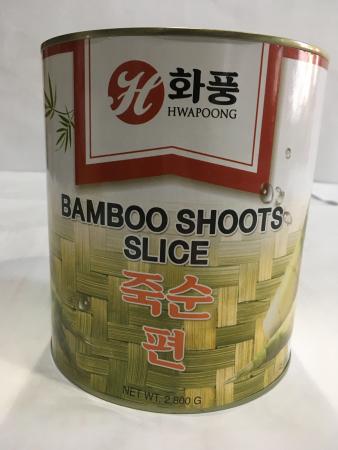 H 화풍
HWAPOONG
BAMBOO SHOOTS
SLICE
죽순
편
NET WT. 2,800 G